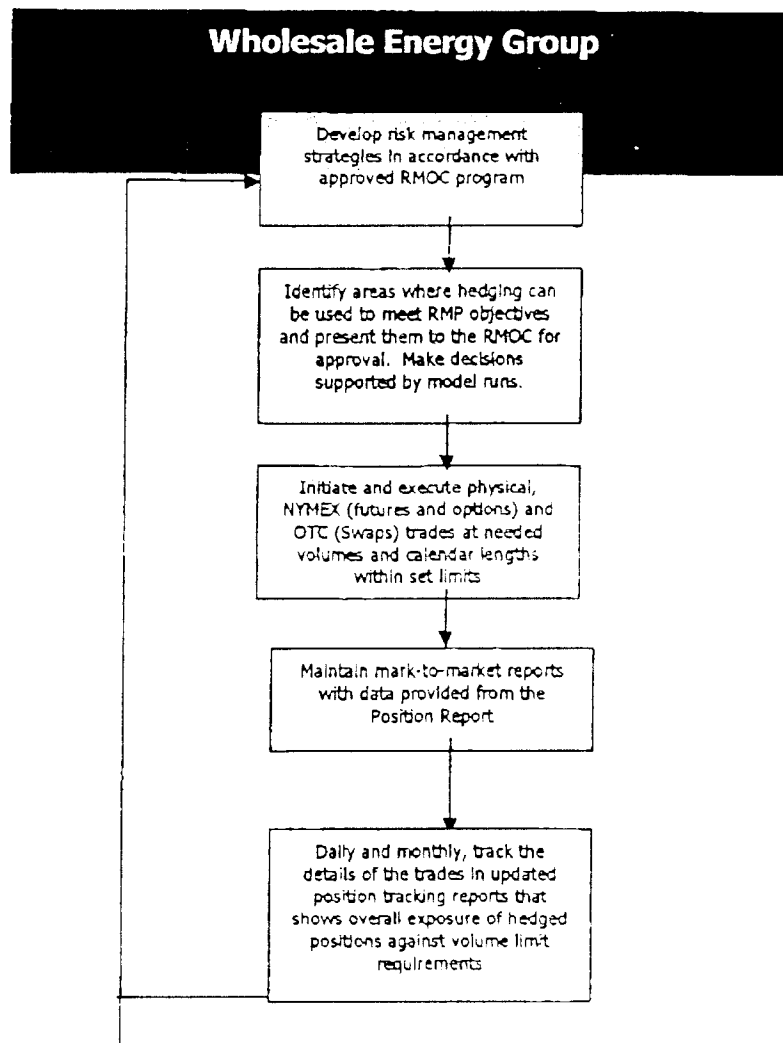 Wholesale Energy Group
Develop risk management
strategies in accordance with
approved RMOC program
Identify areas where hedging can
be used to meet RMP objectives
and present them to the RMOC for
approval. Make decisions
supported by model runs.
Initiate and execute physical,
NYMEX (futures and options) and
OTC (Swaps) trades at needed
volumes and calendar lengths
within set limits
Maintain mark-to-market reports
with data provided from the
Position Report
Daily and monthly, track the
details of the trades in updated
position tracking reports that
shows overall exposure of hedged
positions against volume limit
requirements